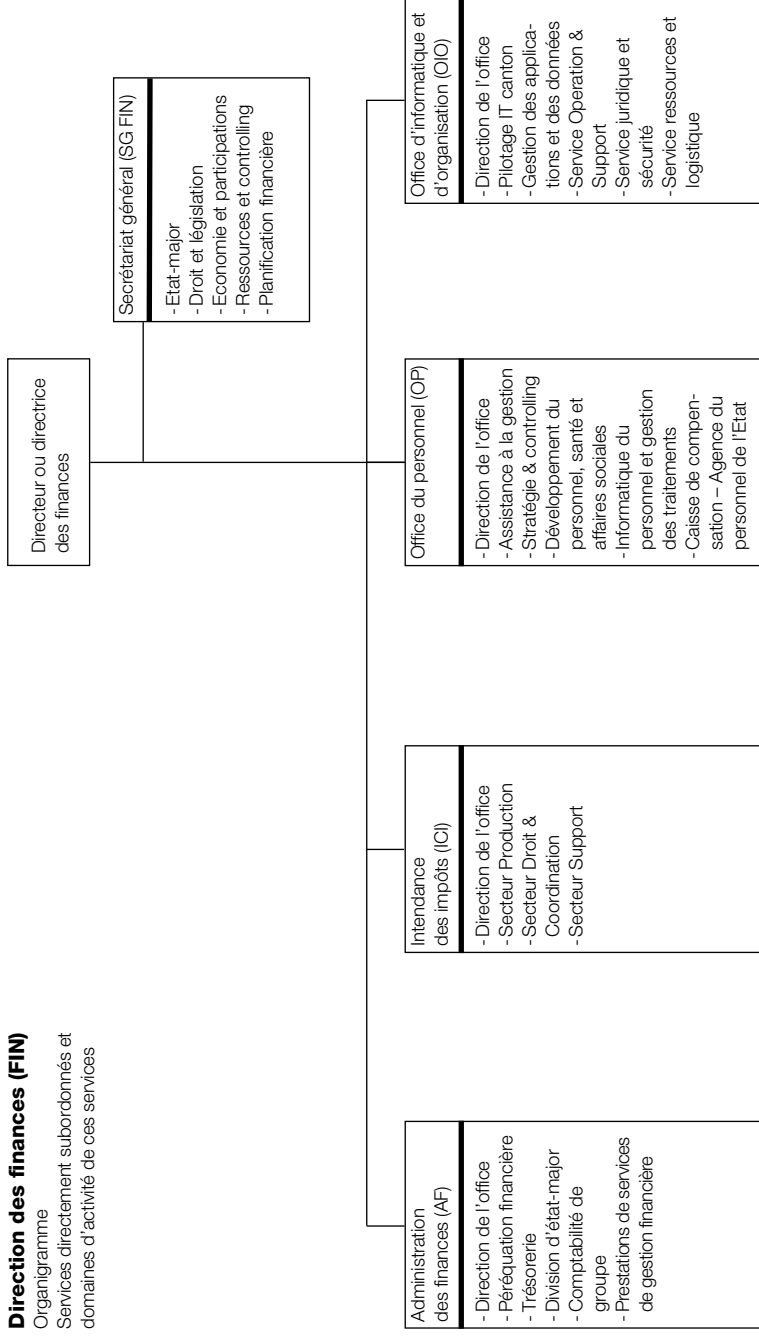 Direction des finances (FIN)
Organigramme
Services directement subordonnés et
domaines d'activité de ces services
Directeur ou directrice
des finances
Secrétariat général (SG FIN)
- Etat-major
- Droit et législation
- Economie et participations
- Ressources et controlling
- Planification financière
Administration
des finances (AF)
- Direction de l'office
- Péréquation financière
- Trésorerie
- Division d'état-major
- Comptabilité de
groupe
- Prestations de services
de gestion financière
Intendance
des impôts (ICI)
- Direction de l'office
- Secteur Production
- Secteur Droit &
Coordination
- Secteur Support
Office du personnel (OP)
- Direction de l'office
- Assistance à la gestion
- Stratégie & controlling
- Développement du
personnel, santé et
affaires sociales
- Informatique du
personnel et gestion
des traitements
- Caisse de compen-
sation – Agence du
personnel de l'Etat
Office d'informatique et
d'organisation (OIO)
- Direction de l'office
- Pilotage IT canton
- Gestion des applica-
tions et des données
- Service Operation &
Support
- Service juridique et
sécurité
- Service ressources et
logistique